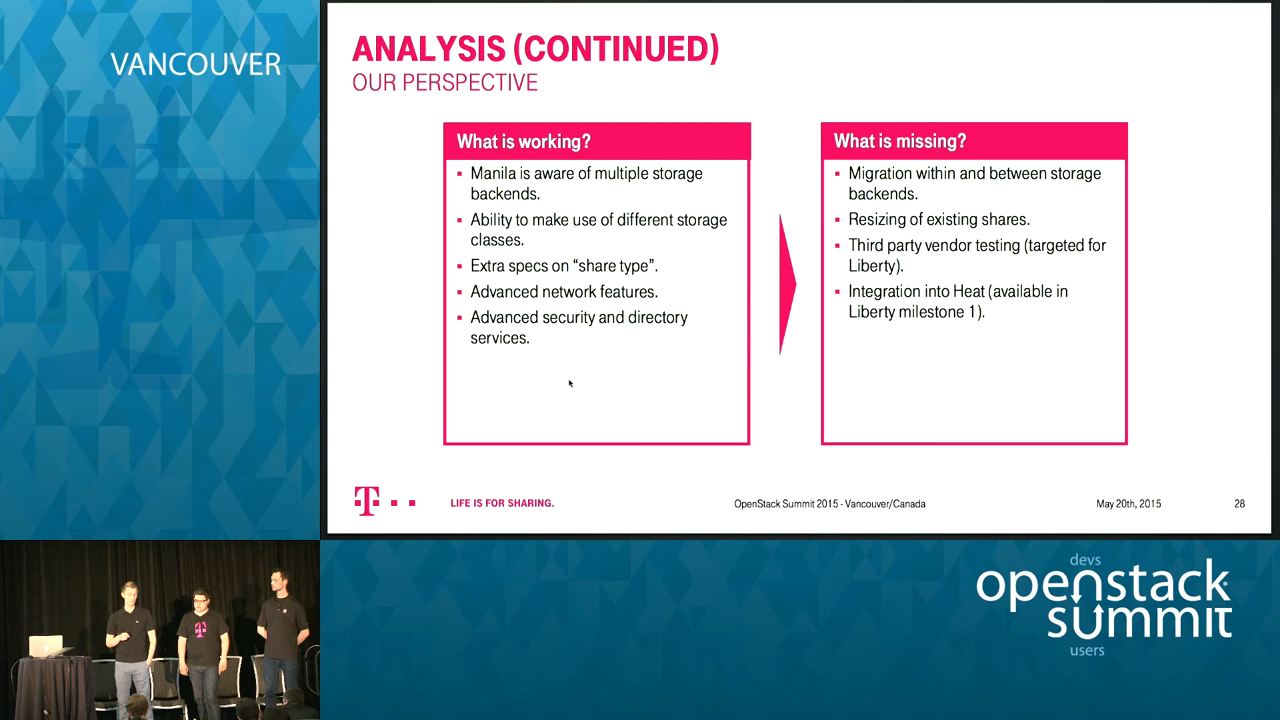 VANCOUVER
ANALYSIS (CONTINUED)
OUR PERSPECTIVE
What is working?
▪ Manila is aware of multiple storage
backends.
▪ Ability to make use of different storage
classes.
▪ Extra specs on “share type”.
▪ Advanced network features.
▪ Advanced security and directory
services.
What is missing?
▪ Migration within and between storage
backends.
▪ Resizing of existing shares.
▪ Third party vendor testing (targeted for
Liberty).
▪ Integration into Heat (available in
Liberty milestone 1).
T
LIFE IS FOR SHARING.
OpenStack Summit 2015 - Vancouver/Canada
May 20th, 2015
28
T
devs
openstack
summit
users